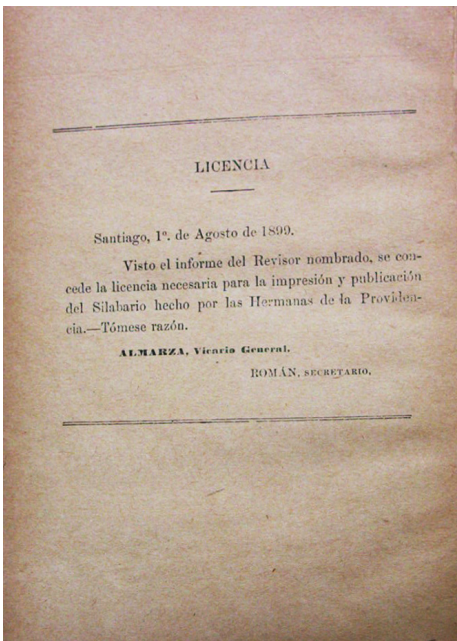 LICENCIA
Santiago, 1º. de Agosto de 1899.
Visto el informe del Revisor nombrado, se con-
cede la licencia necesaria para la impresión y publicación
del Silabario hecho por las Hermanas de la Providen-
cia.—Tómese razón.
ALMARZA, Vicario General.
ROMÁN, SECRETARIO.